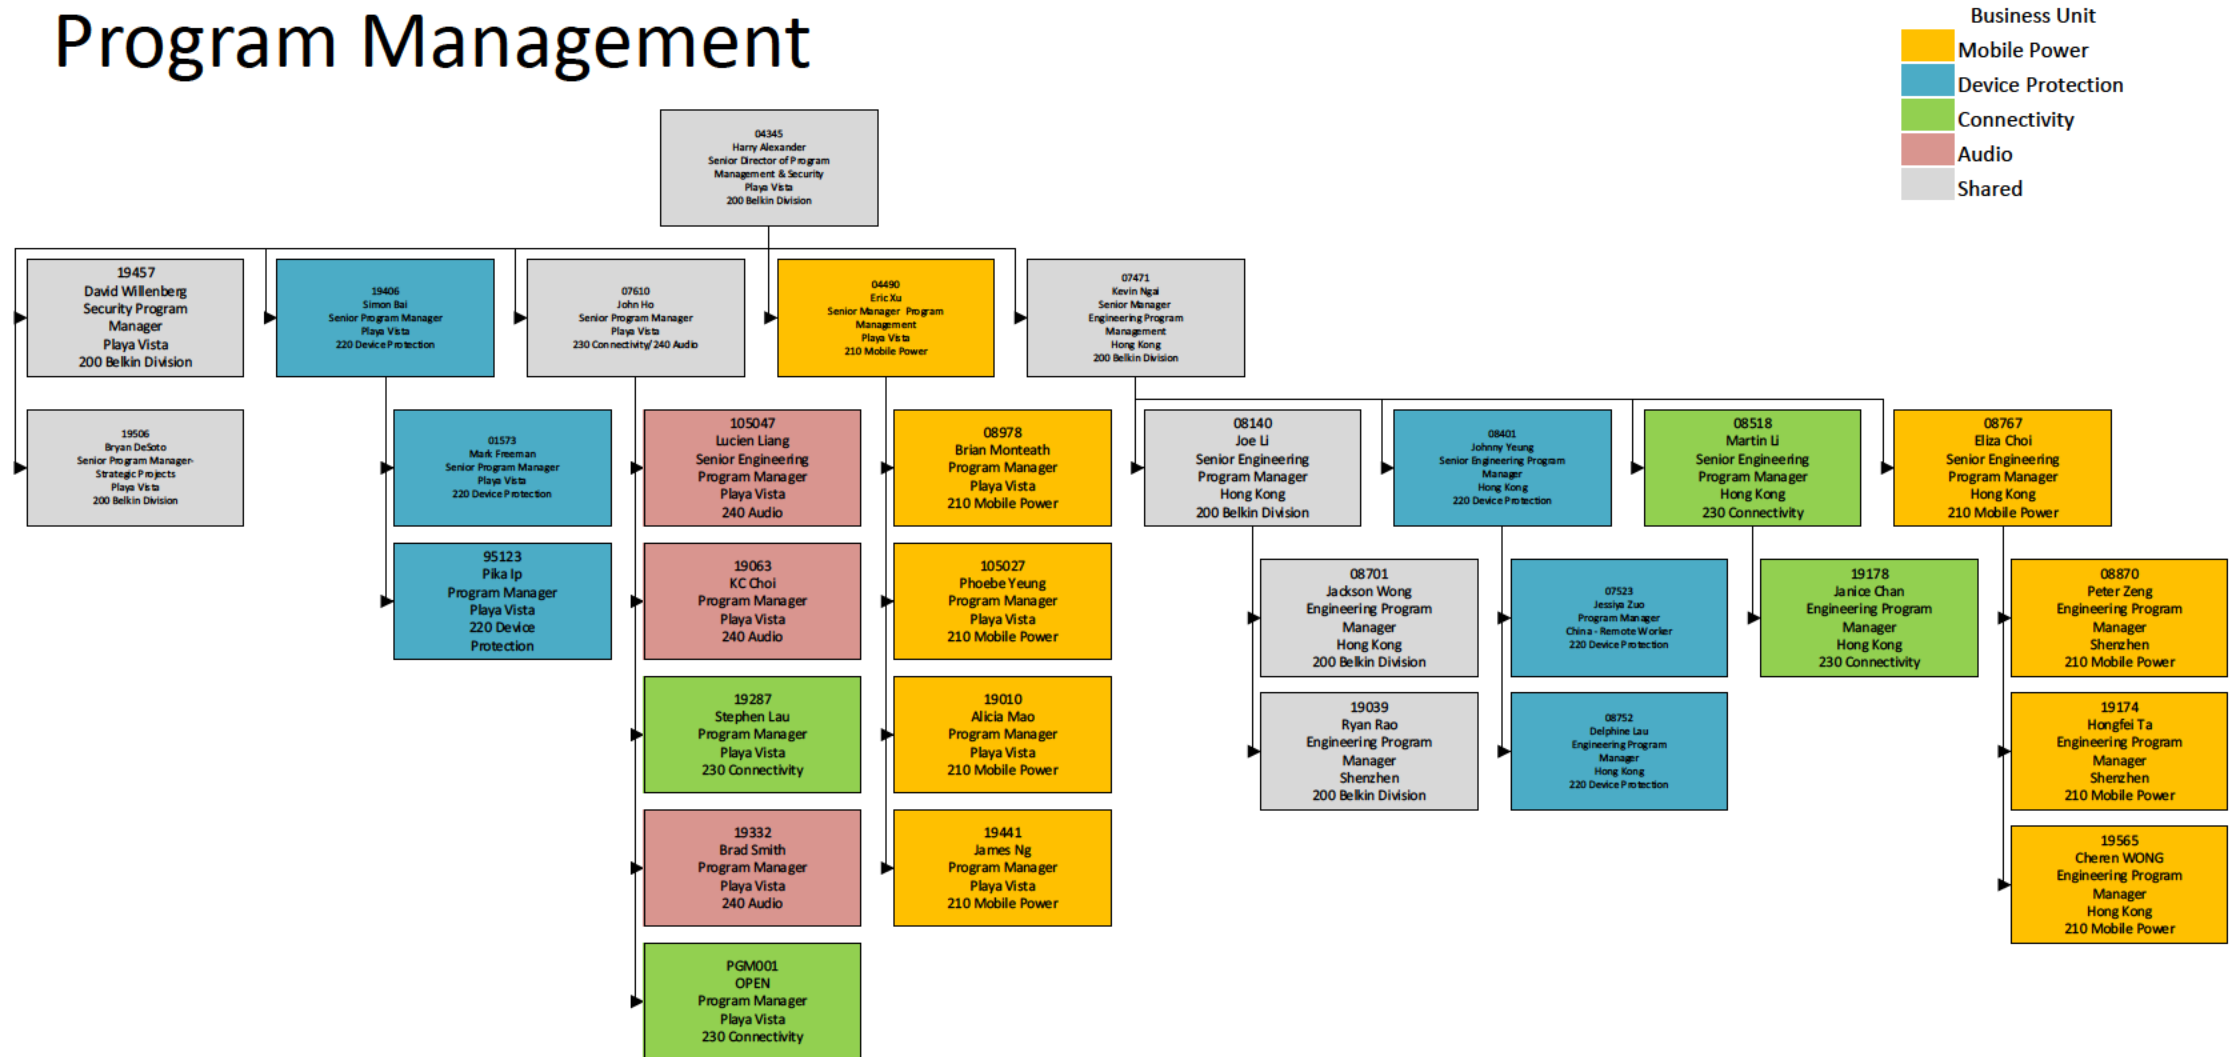 Program Management
Business Unit
Mobile Power
Device Protection
Connectivity
Audio
Shared
04345
Harry Alexander
Senior Director of Program
Management & Security
Playa Vista
200 Belkin Division
19457
David Willenberg
Security Program
Manager
Playa Vista
200 Belkin Division
19406
Simon Bai
Senior Program Manager
Playa Vista
220 Device Protection
07610
John Ho
Senior Program Manager
Playa Vista
230 Connectivity/240 Audio
04490
Eric Xu
Senior Manager Program
Management
Playa Vista
210 Mobile Power
07471
Kevin Ngai
Senior Manager
Engineering Program
Management
Hong Kong
200 Belkin Division
19506
Bryan DeSoto
Senior Program Manager-
Strategic Projects
Playa Vista
200 Belkin Division
01573
Mark Freeman
Senior Program Manager
Playa Vista
220 Device Protection
105047
Lucien Liang
Senior Engineering
Program Manager
Playa Vista
240 Audio
08978
Brian Monteath
Program Manager
Playa Vista
210 Mobile Power
08140
Joe Li
Senior Engineering
Program Manager
Hong Kong
200 Belkin Division
08401
Johnny Yeung
Senior Engineering Program
Manager
Hong Kong
220 Device Protection
08518
Martin Li
Senior Engineering
Program Manager
Hong Kong
230 Connectivity
08767
Eliza Choi
Senior Engineering
Program Manager
Hong Kong
210 Mobile Power
95123
Pika Ip
Program Manager
Playa Vista
220 Device
Protection
19063
KC Choi
Program Manager
Playa Vista
240 Audio
105027
Phoebe Yeung
Program Manager
Playa Vista
210 Mobile Power
08701
Jackson Wong
Engineering Program
Manager
Hong Kong
200 Belkin Division
07523
Jessiya Zuo
Program Manager
China - Remote Worker
220 Device Protection
19178
Janice Chan
Engineering Program
Manager
Hong Kong
230 Connectivity
08870
Peter Zeng
Engineering Program
Manager
Shenzhen
210 Mobile Power
19287
Stephen Lau
Program Manager
Playa Vista
230 Connectivity
19010
Alicia Mao
Program Manager
Playa Vista
210 Mobile Power
19039
Ryan Rao
Engineering Program
Manager
Shenzhen
200 Belkin Division
08752
Delphine Lau
Engineering Program
Manager
Hong Kong
220 Device Protection
19174
Hongfei Ta
Engineering Program
Manager
Shenzhen
210 Mobile Power
19332
Brad Smith
Program Manager
Playa Vista
240 Audio
19441
James Ng
Program Manager
Playa Vista
210 Mobile Power
19565
Cheren WONG
Engineering Program
Manager
Hong Kong
210 Mobile Power
PGM001
OPEN
Program Manager
Playa Vista
230 Connectivity